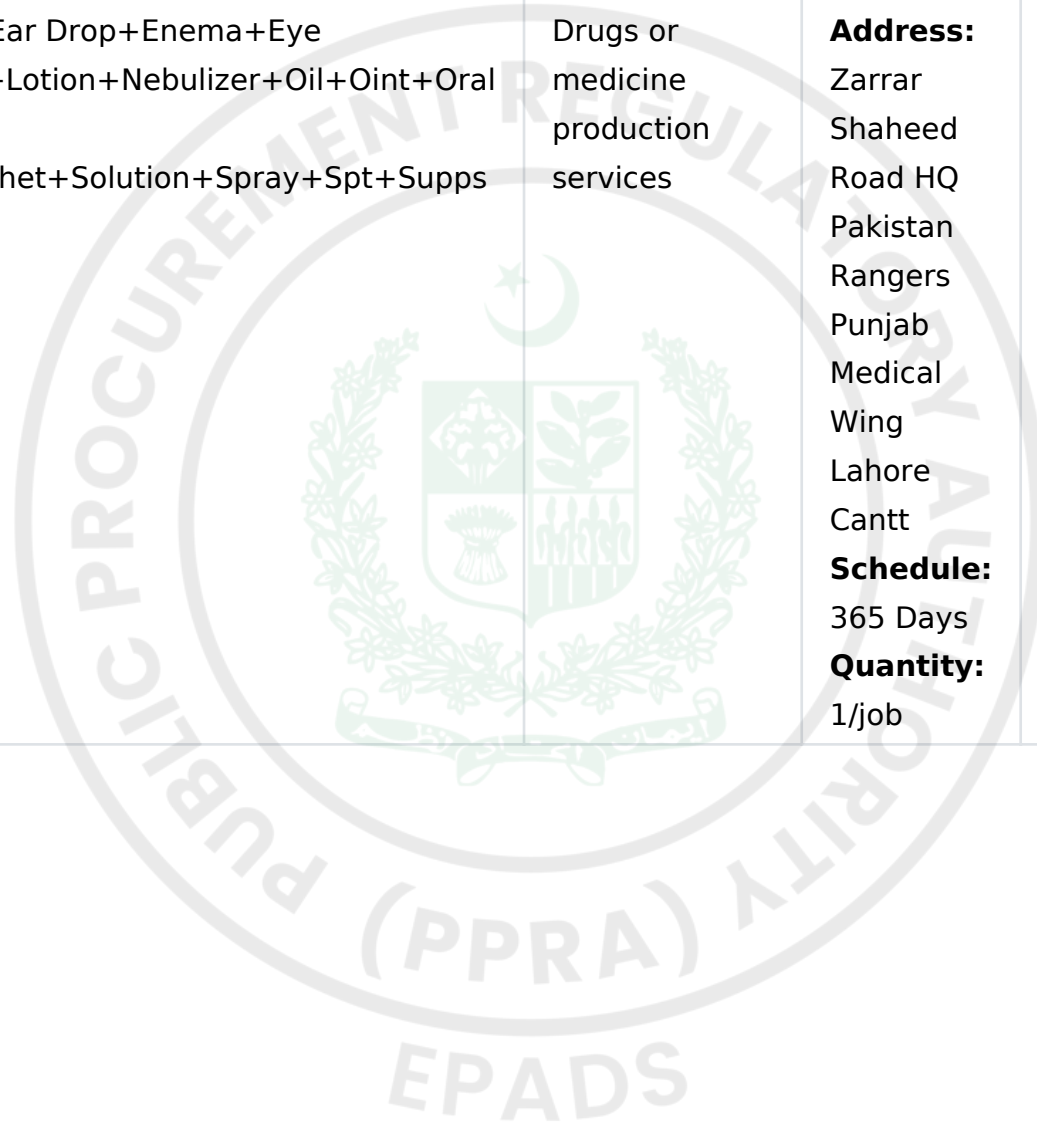 Ear Drop+Enema+Eye
-Lotion+Nebulizer+Oil+Oint+Oral
het+Solution+Spray+Spt+Supps
Drugs or
medicine
production
services
Address:
Zarrar
Shaheed
Road HQ
Pakistan
Rangers
Punjab
Medical
Wing
Lahore
Cantt
Schedule:
365 Days
Quantity:
1/job
PUBLIC PROCUREMENT REGULATORY AUTHORITY
(PPRA)
EPADS